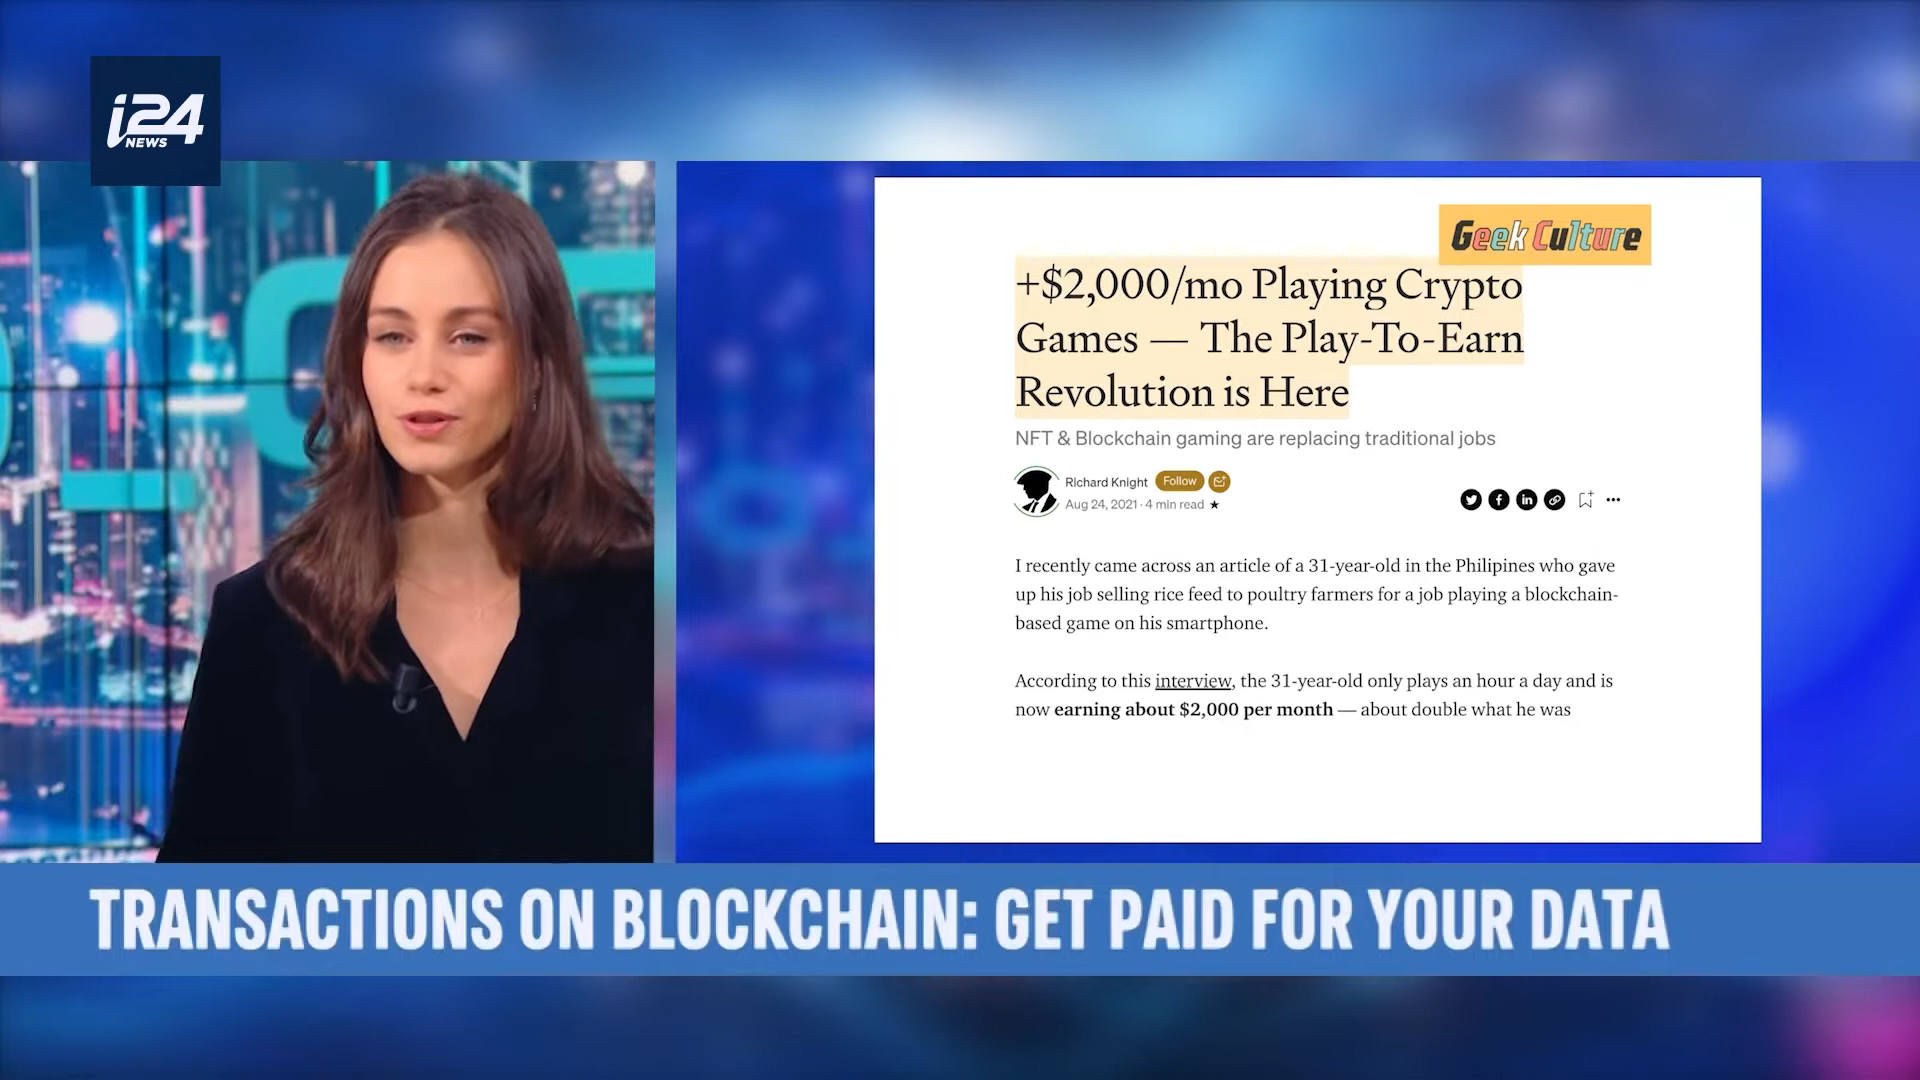 i24
NEWS
Geek Culture
+$2,000/mo Playing Crypto
Games — The Play-To-Earn
Revolution is Here
NFT & Blockchain gaming are replacing traditional jobs
Richard Knight Follow
Aug 24, 2021 · 4 min read ★
I recently came across an article of a 31-year-old in the Philipines who gave
up his job selling rice feed to poultry farmers for a job playing a blockchain-
based game on his smartphone.
According to this interview, the 31-year-old only plays an hour a day and is
now earning about $2,000 per month — about double what he was
TRANSACTIONS ON BLOCKCHAIN: GET PAID FOR YOUR DATA